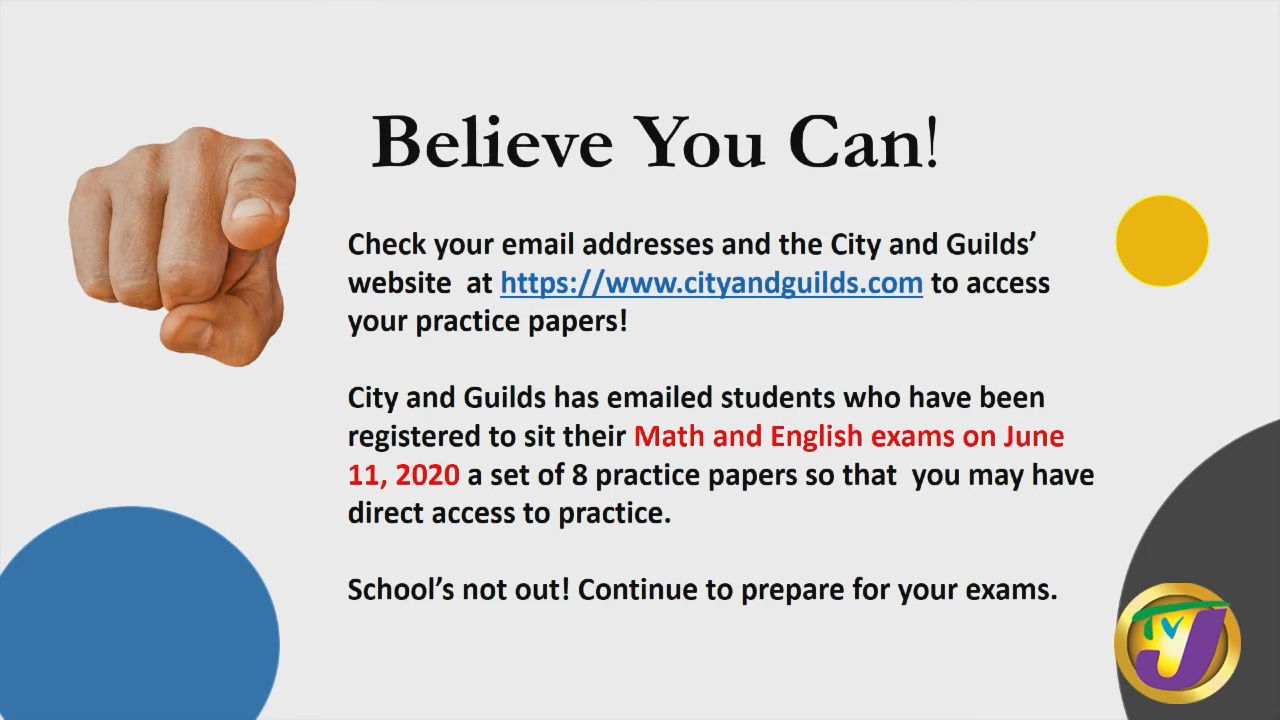 Believe You Can!
Check your email addresses and the City and Guilds’
website  at https://www.cityandguilds.com to access
your practice papers!
City and Guilds has emailed students who have been
registered to sit their Math and English exams on June
11, 2020 a set of 8 practice papers so that  you may have
direct access to practice.
School’s not out! Continue to prepare for your exams.
TVJ